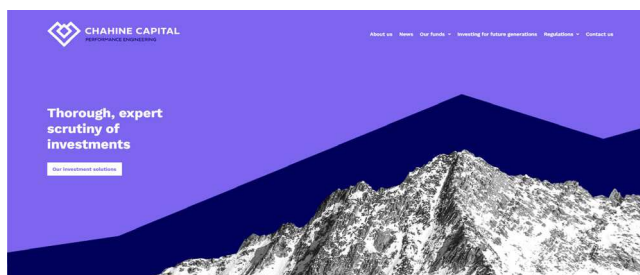 CHAHINE CAPITAL
PERFORMANCE ENGINEERING
About us News Our funds Investing for future generations Regulations Contact us
Thorough, expert
scrutiny of
investments
Our investment solutions